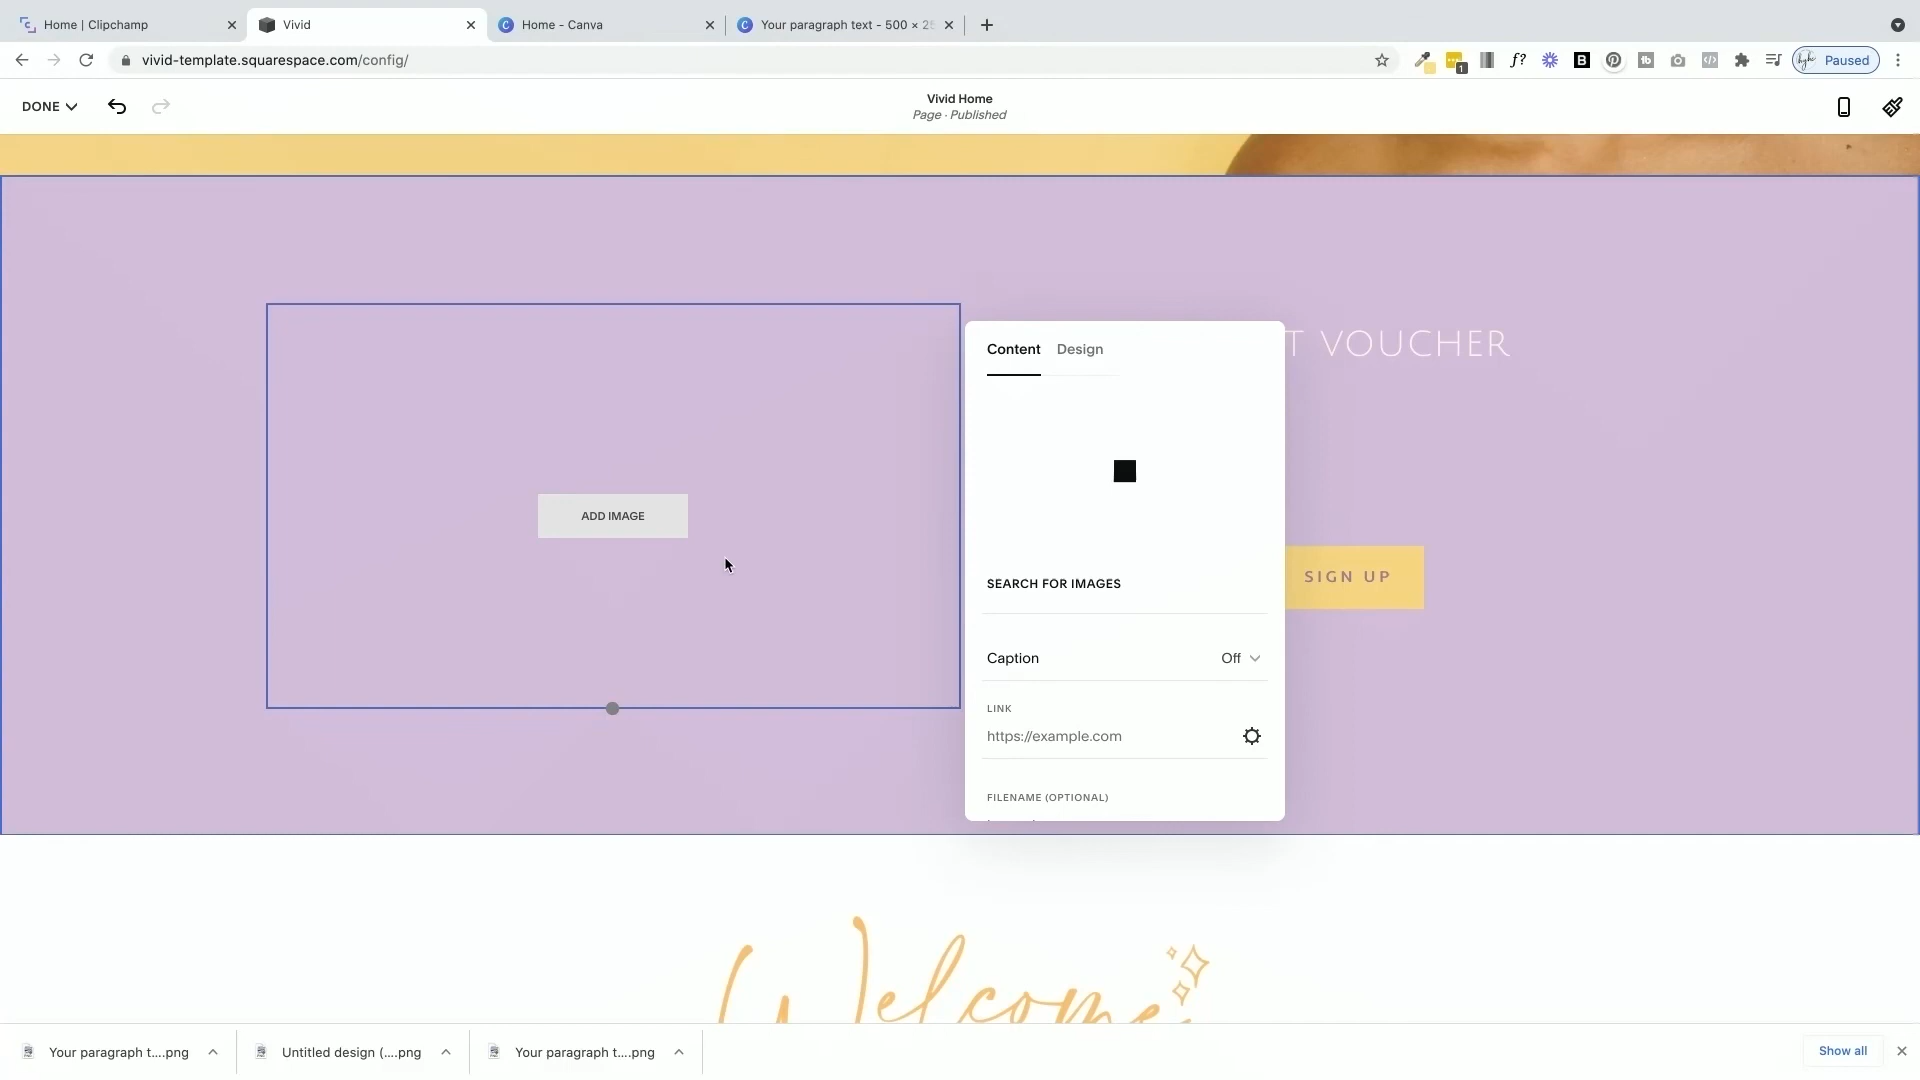 Home | Clipchamp
Vivid
Home - Canva
Your paragraph text - 500 × 25
vivid-template.squarespace.com/config/
f?
1
B
Paused
DONE
Vivid Home
Page · Published
Content
Design
T VOUCHER
ADD IMAGE
SEARCH FOR IMAGES
SIGN UP
Caption
Off
LINK
https://example.com
FILENAME (OPTIONAL)
Welcome
Your paragraph t....png
Untitled design (....png
Your paragraph t....png
Show all